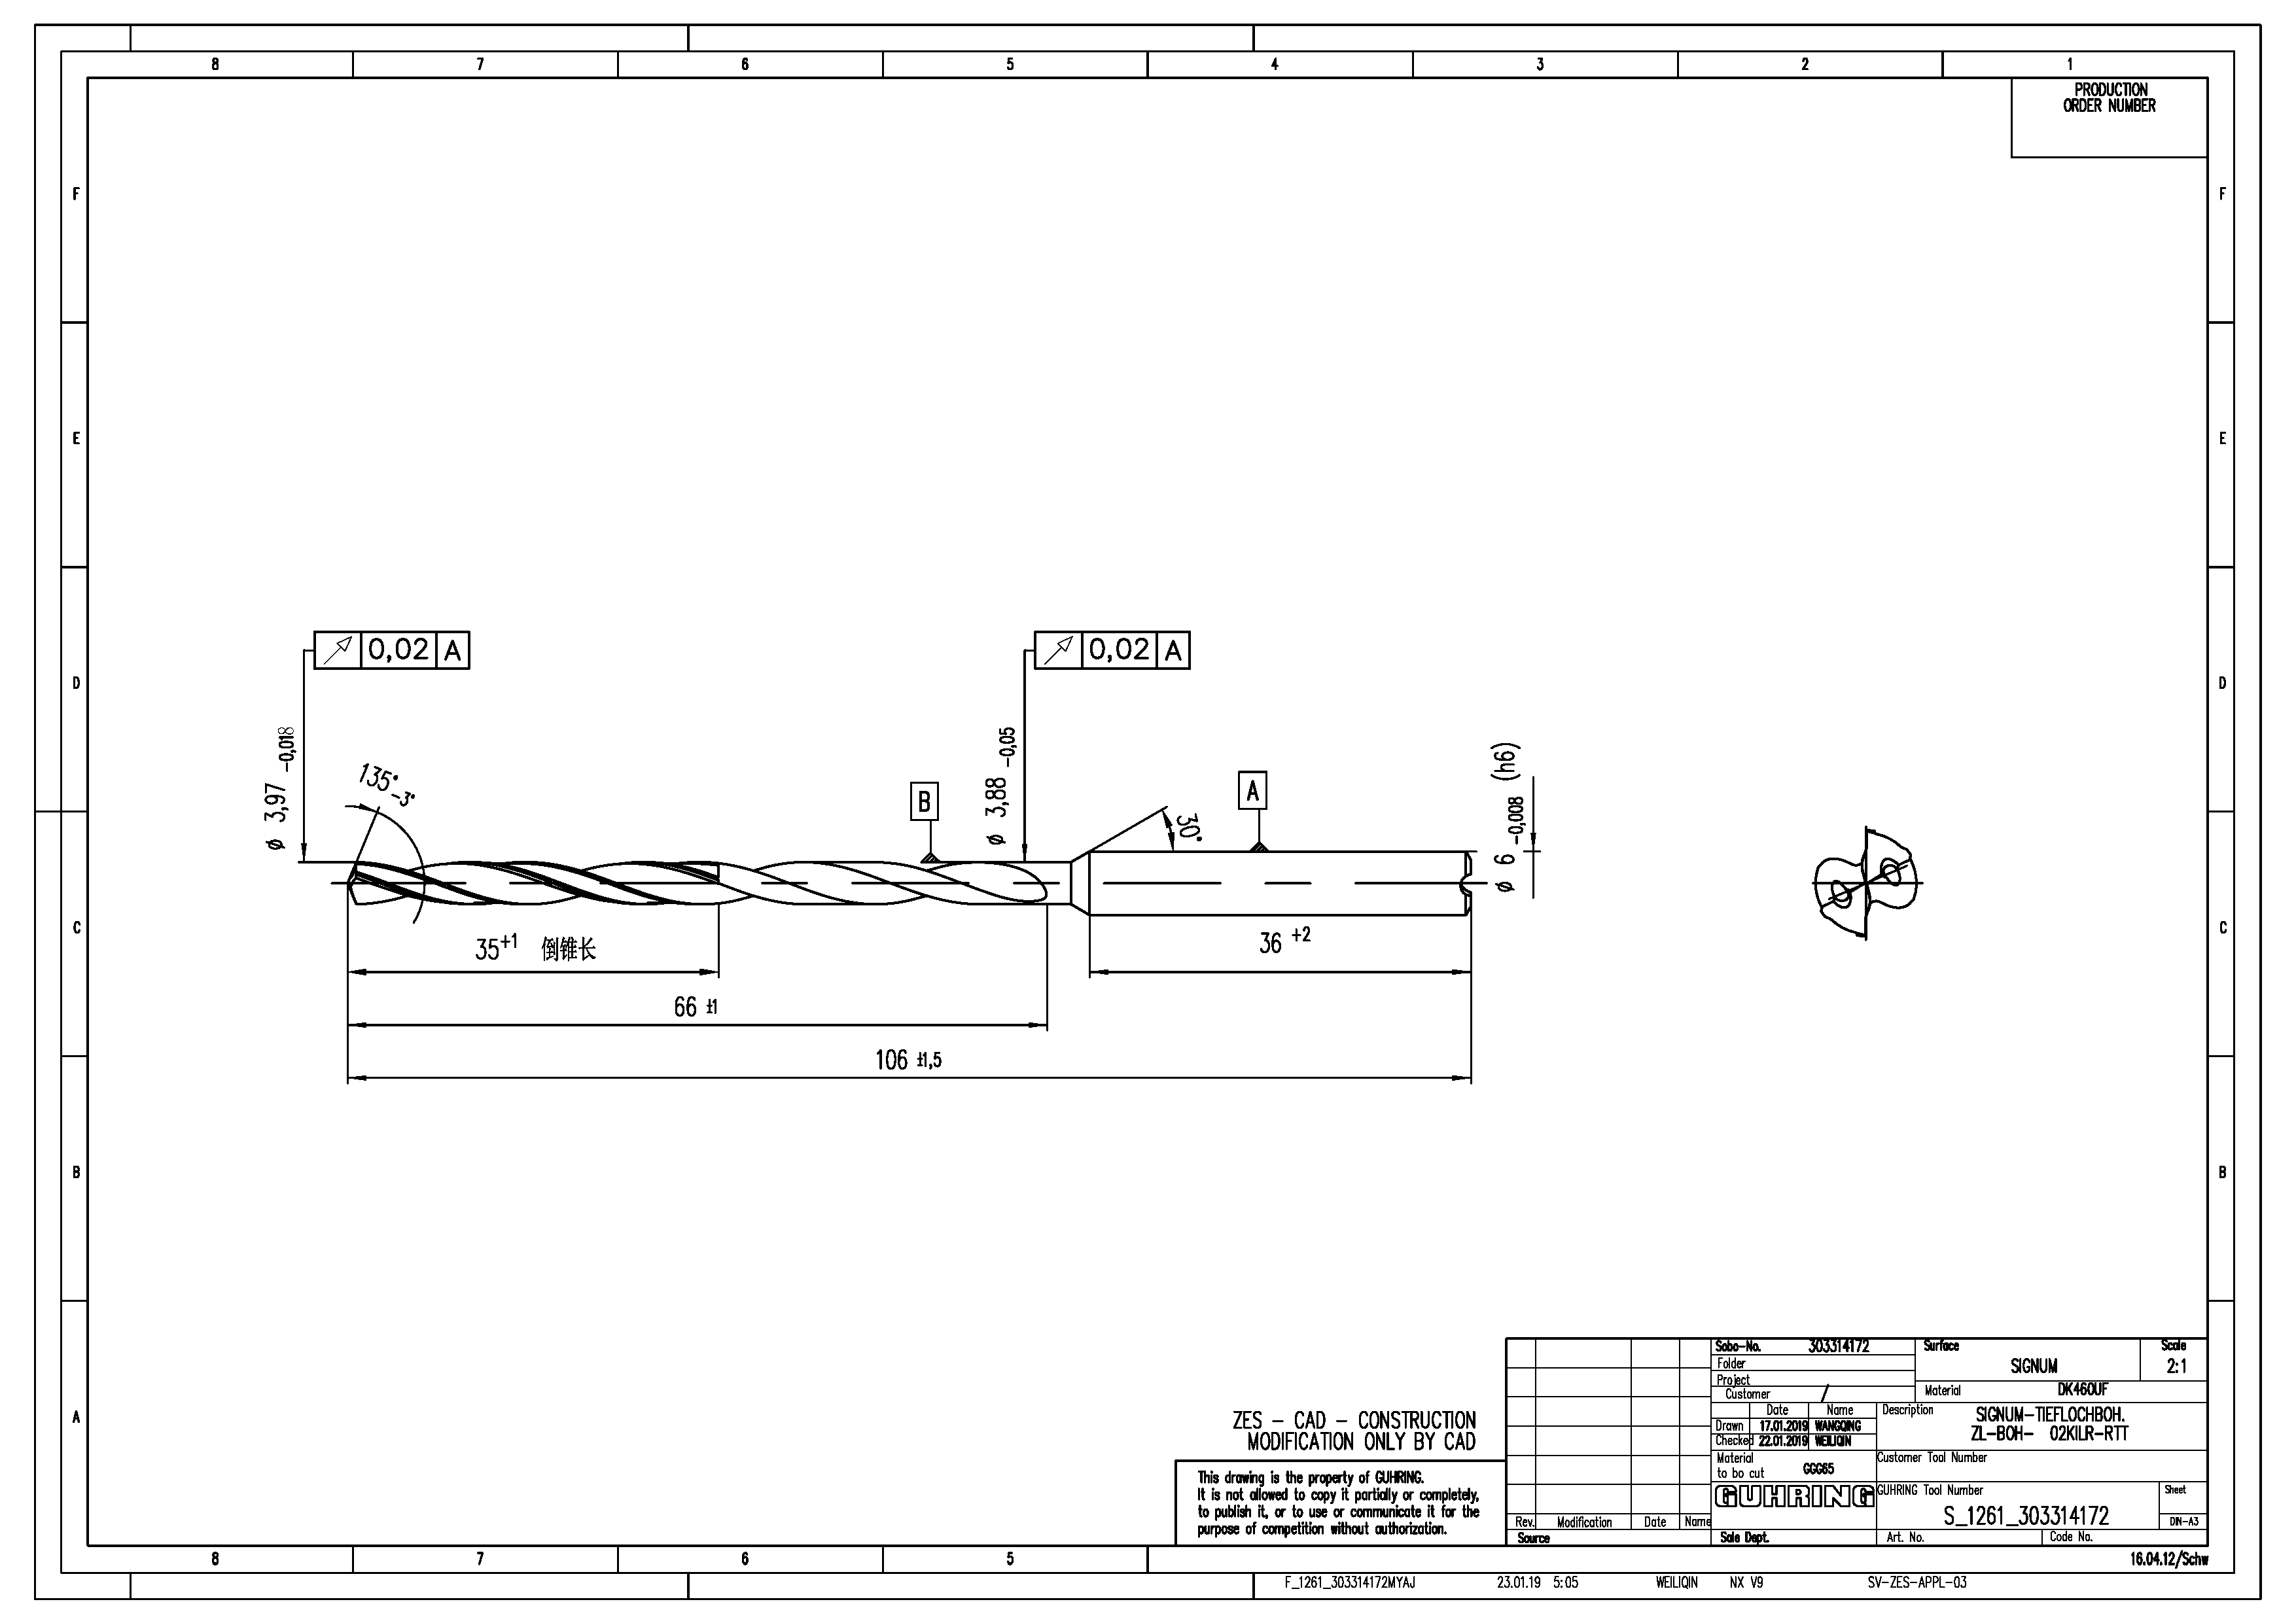 8 7 6 5 4 3 2 1
PRODUCTION
ORDER NUMBER
F F
E E
D D
C C
B B
A A
0,02 A
0,02 A
ø 3,97 -0,018
135° -3°
B
ø 3,88 -0,05
30°
A
ø 6 -0,008 (h6)
35+1 倒锥长
36 +2
66 ±1
106 ±1,5
ZES - CAD - CONSTRUCTION
MODIFICATION ONLY BY CAD
This drawing is the property of GUHRING.
It is not allowed to copy it partially or completely,
to publish it, or to use or communicate it for the
purpose of competition without authorization.
Rev. Modification Date Name
Source
Sobo-No. 303314172
Folder
Project
Customer /
Surface
SIGNUM
Scale
2:1
Material DK460UF
Date Name
Drawn 17.01.2019 WANGQING
Checked 22.01.2019 WEILIQIN
Description SIGNUM-TIEFLOCHBOH.
ZL-BOH- 02KILR-RTT
Material
to bo cut GGG65
Customer Tool Number
GUHRING
GUHRING Tool Number
S_1261_303314172
Sheet
DIN-A3
Sale Dept.
Art. No.
Code No.
8 7 6 5
16.04.12/Schw
F_1261_303314172MYAJ 23.01.19 5:05 WEILIQIN NX V9 SV-ZES-APPL-03